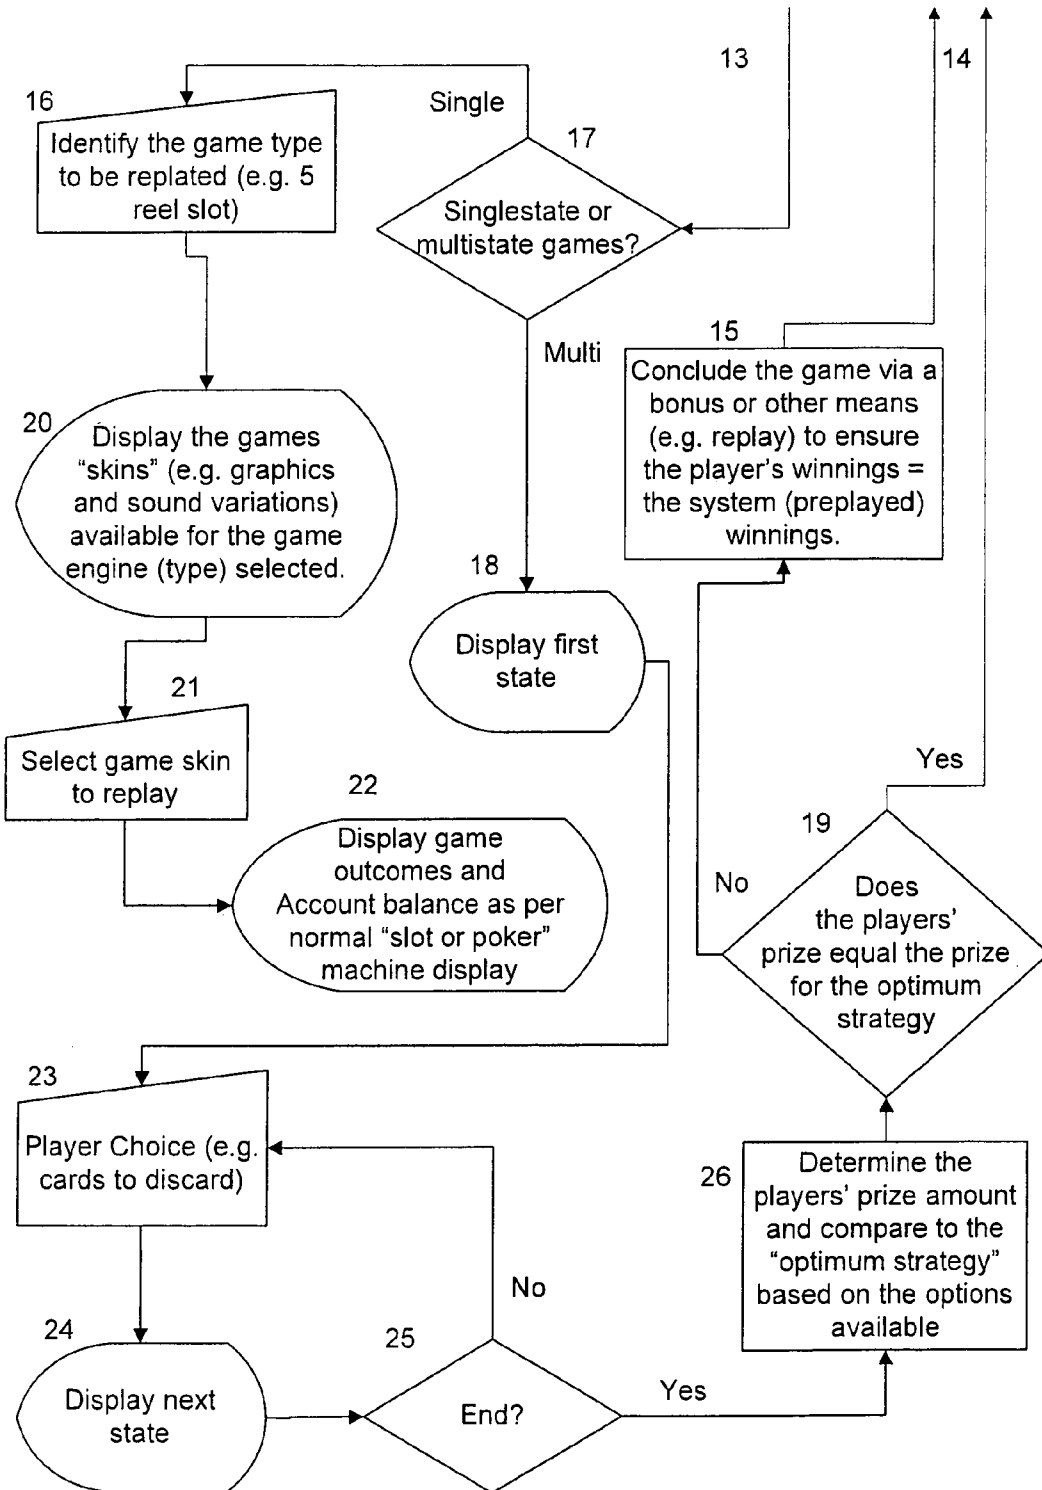 13
14
16
Single
17
Identify the game type
to be replated (e.g. 5
reel slot)
Singlestate or
multistate games?
15
Multi
Conclude the game via a
bonus or other means
(e.g. replay) to ensure
the player's winnings =
the system (preplayed)
winnings.
20
Display the games
“skins” (e.g. graphics
and sound variations)
available for the game
engine (type) selected.
18
Display first
state
21
Select game skin
to replay
Yes
22
Display game
outcomes and
Account balance as per
normal “slot or poker”
machine display
19
No
Does
the players'
prize equal the prize
for the optimum
strategy
23
Player Choice (e.g.
cards to discard)
26
Determine the
players' prize amount
and compare to the
“optimum strategy”
based on the options
available
No
24
25
Display next
state
End?
Yes